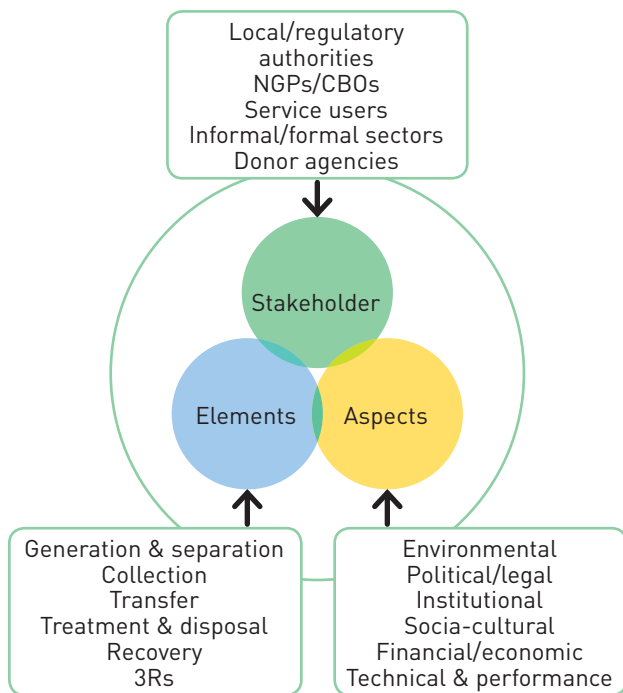 Local/regulatory
authorities
NGPs/CBOs
Service users
Informal/formal sectors
Donor agencies
Stakeholder
Elements
Aspects
Generation & separation
Collection
Transfer
Treatment & disposal
Recovery
3Rs
Environmental
Political/legal
Institutional
Socia-cultural
Financial/economic
Technical & performance